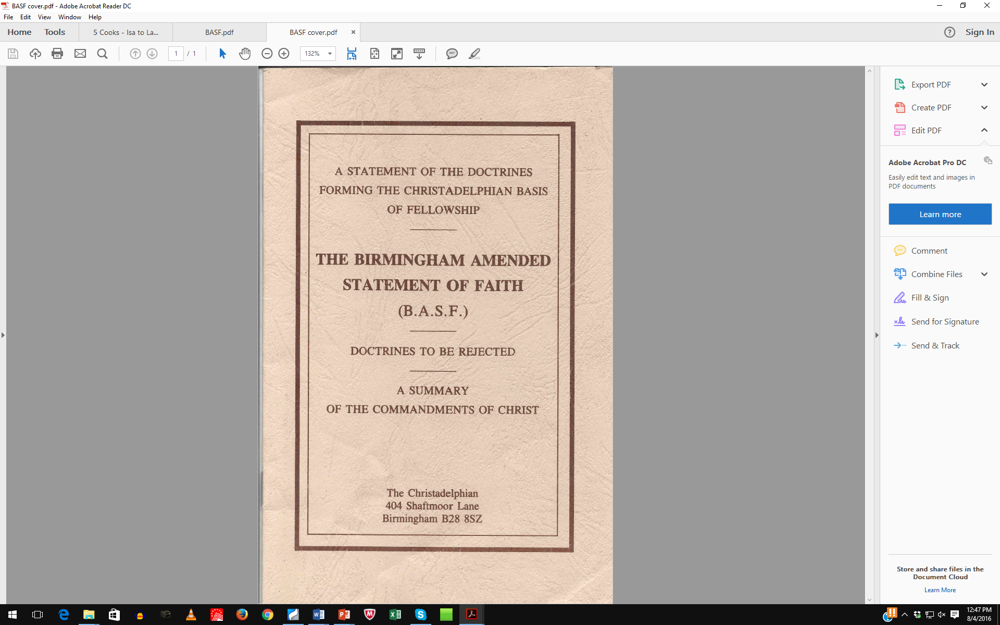 BASF cover.pdf - Adobe Acrobat Reader DC
File Edit View Window Help
Home Tools 5 Cooks - Isa to La... BASF.pdf BASF cover.pdf × Sign In
1 / 1 132%
A STATEMENT OF THE DOCTRINES
FORMING THE CHRISTADELPHIAN BASIS
OF FELLOWSHIP
THE BIRMINGHAM AMENDED
STATEMENT OF FAITH
(B.A.S.F.)
DOCTRINES TO BE REJECTED
A SUMMARY
OF THE COMMANDMENTS OF CHRIST
The Christadelphian
404 Shaftmoor Lane
Birmingham B28 8SZ
Export PDF
Create PDF
Edit PDF
Adobe Acrobat Pro DC
Easily edit text and images in
PDF documents
Learn more
Comment
Combine Files
Fill & Sign
Send for Signature
Send & Track
Store and share files in the
Document Cloud
Learn More
12:47 PM
8/4/2016